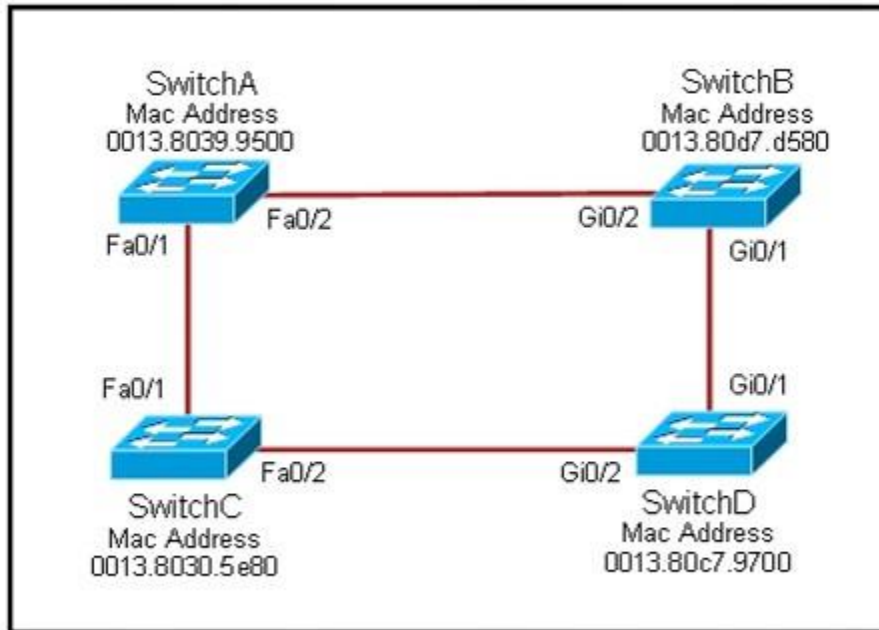 SwitchA
Mac Address
0013.8039.9500
SwitchB
Mac Address
0013.80d7.d580
Fa0/1
Fa0/2
Gi0/2
Gi0/1
Fa0/1
Fa0/2
Gi0/2
Gi0/1
SwitchC
Mac Address
0013.8030.5e80
SwitchD
Mac Address
0013.80c7.9700